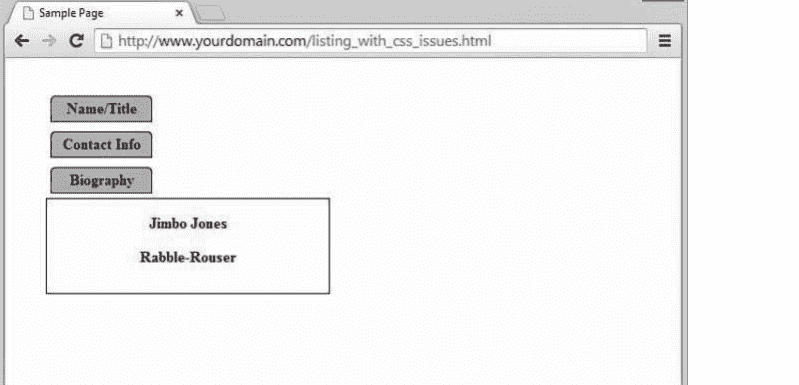 Sample Page
http://www.yourdomain.com/listing_with_css_issues.html
Name/Title
Contact Info
Biography
Jimbo Jones
Rabble-Rouser